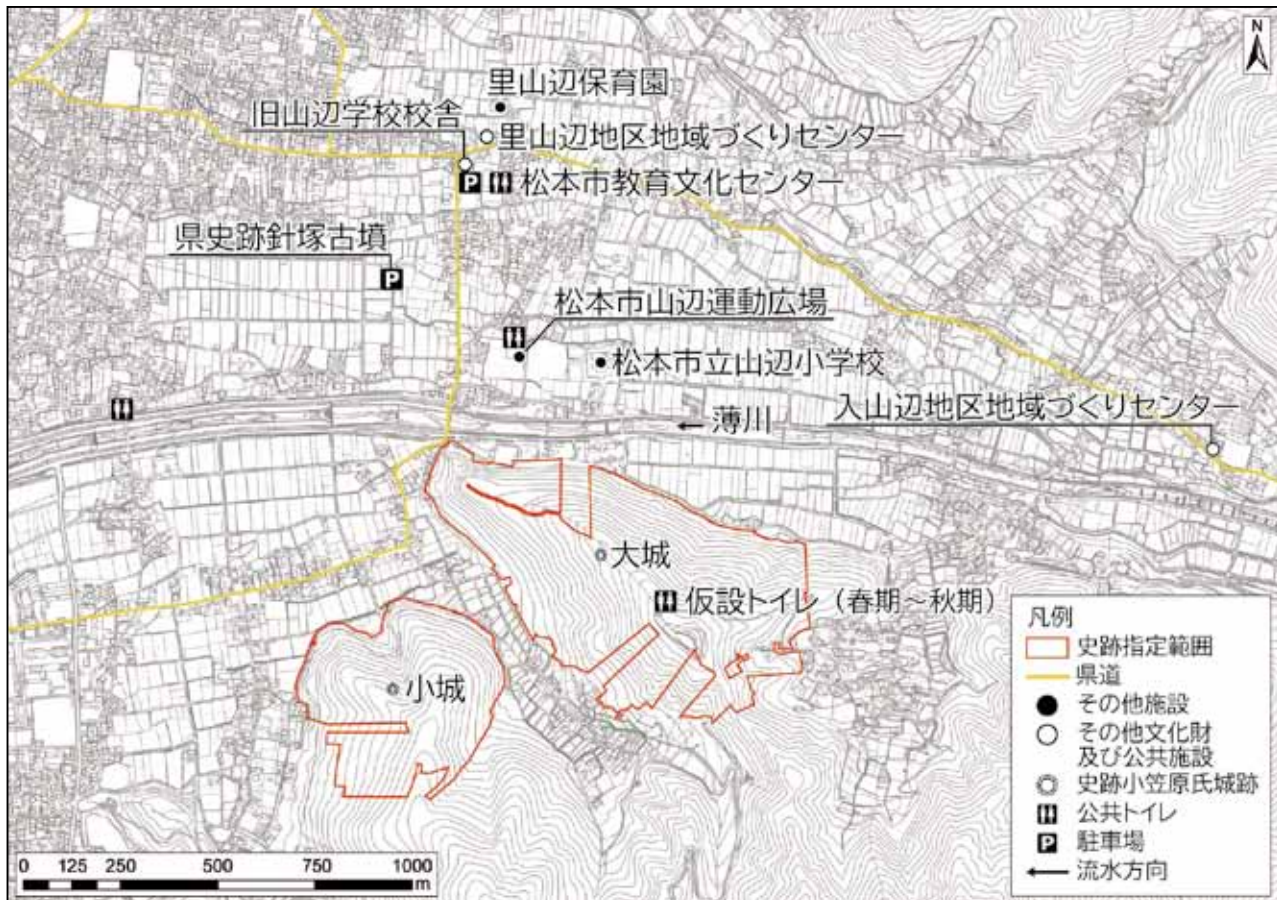 N
里山辺保育園
旧山辺学校校舎
里山辺地区地域づくりセンター
P 松本市教育文化センター
県史跡針塚古墳
P
松本市山辺運動広場
松本市立山辺小学校
入山辺地区地域づくりセンター
薄川
大城
仮設トイレ（春期～秋期）
小城
凡例
史跡指定範囲
県道
その他施設
その他文化財
及び公共施設
史跡小笠原氏城跡
公共トイレ
P 駐車場
流水方向
0 125 250 500 750 1000
m